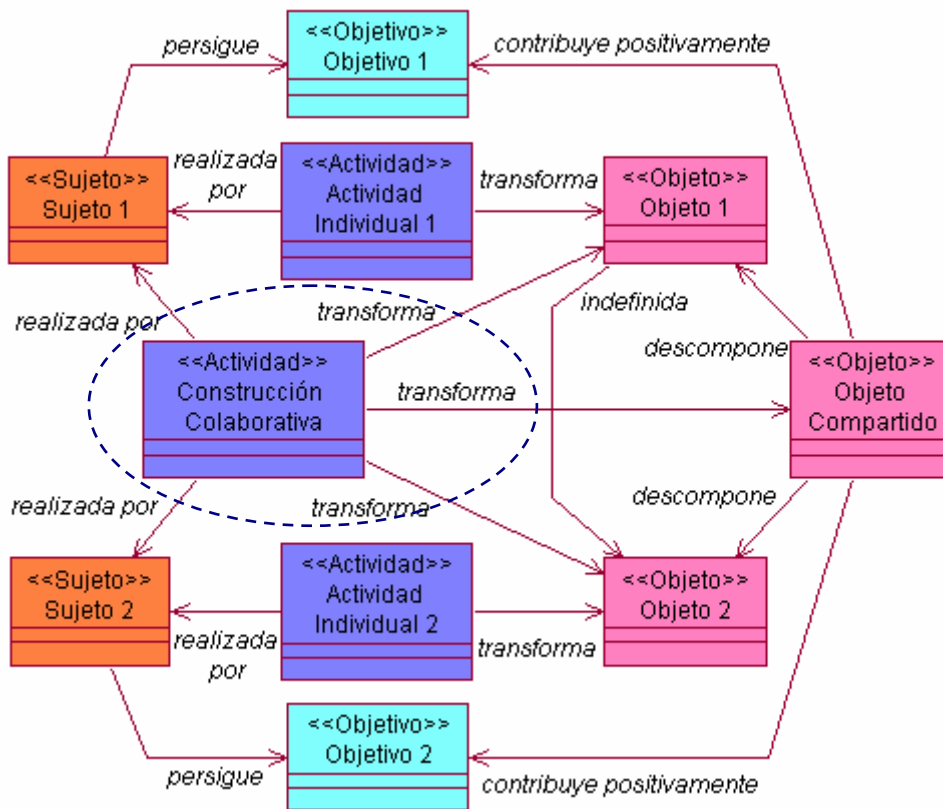 <<Objetivo>>
Objetivo 1
persigue
contribuye positivamente
<<Sujeto>>
Sujeto 1
realizada
por
<<Actividad>>
Actividad
Individual 1
transforma
<<Objeto>>
Objeto 1
realizada por
transforma
indefinida
descompone
<<Actividad>>
Construcción
Colaborativa
transforma
<<Objeto>>
Objeto
Compartido
realizada por
transforma
descompone
<<Sujeto>>
Sujeto 2
realizada
por
<<Actividad>>
Actividad
Individual 2
transforma
<<Objeto>>
Objeto 2
<<Objetivo>>
Objetivo 2
persigue
contribuye positivamente